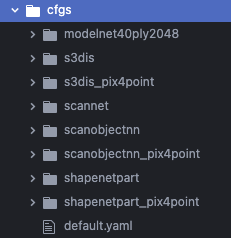 cfgs
modelnet40ply2048
s3dis
s3dis_pix4point
scannet
scanobjectnn
scanobjectnn_pix4point
shapenetpart
shapenetpart_pix4point
default.yaml